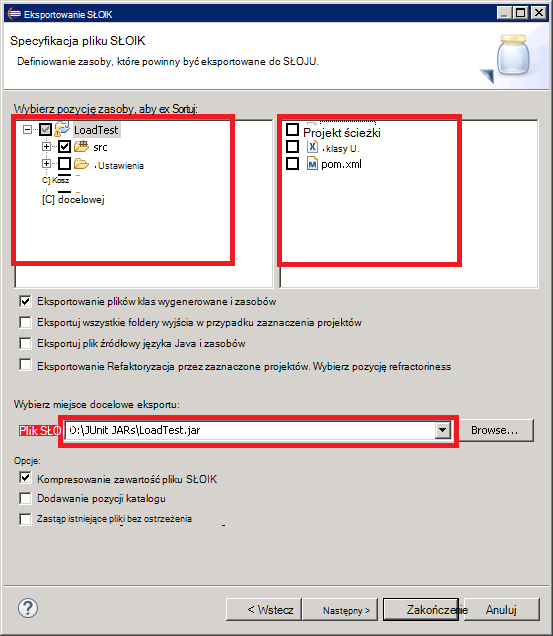 Eksportowanie SŁOIK
Specyfikacja pliku SŁOIK
Definiowanie zasoby, które powinny być eksportowane do SŁOJU.
Wybierz pozycję zasoby, aby ex Sortuj:
LoadTest
src
.Ustawienia
C] Kosz
[C] docelowej
Projekt ścieżki
.klasy U.
pom.xml
Eksportowanie plików klas wygenerowane i zasobów
Eksportuj wszystkie foldery wyjścia w przypadku zaznaczenia projektów
Eksportuj plik źródłowy języka Java i zasobów
Eksportowanie Refaktoryzacja przez zaznaczone projektów. Wybierz pozycję refractoriness
Wybierz miejsce docelowe eksportu:
Plik SŁO D:\JUnit JARs\LoadTest.jar Browse...
Opcje:
Kompresowanie zawartość pliku SŁOIK
Dodawanie pozycji katalogu
Zastąp istniejące pliki bez ostrzeżenia
< Wstecz Następny > Zakończenie Anuluj